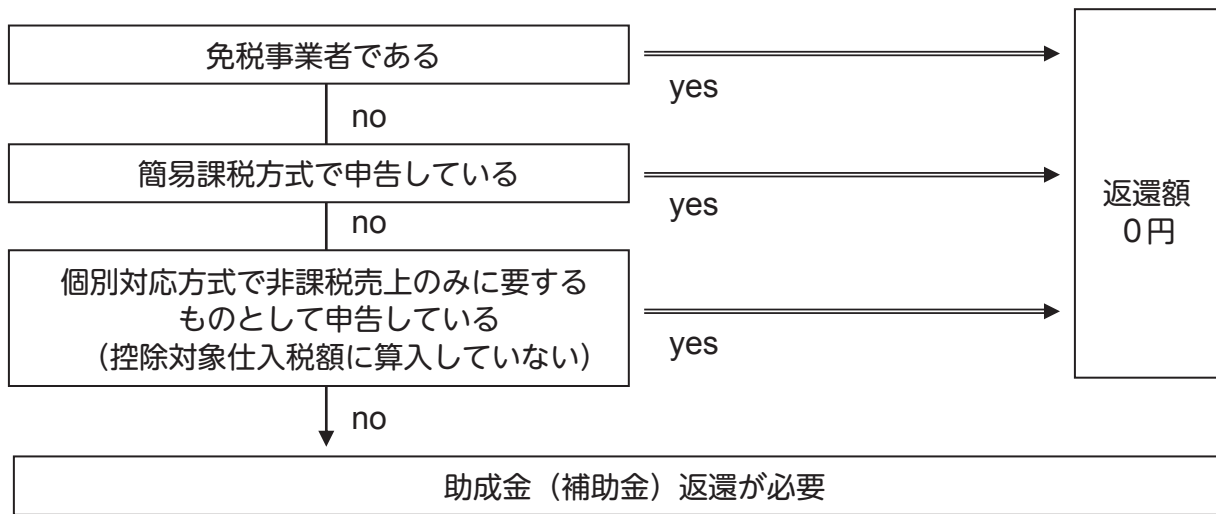 免税事業者である
yes
no
簡易課税方式で申告している
yes
no
個別対応方式で非課税売上のみに要する
ものとして申告している
（控除対象仕入税額に算入していない）
yes
no
返還額
０円
助成金（補助金）返還が必要